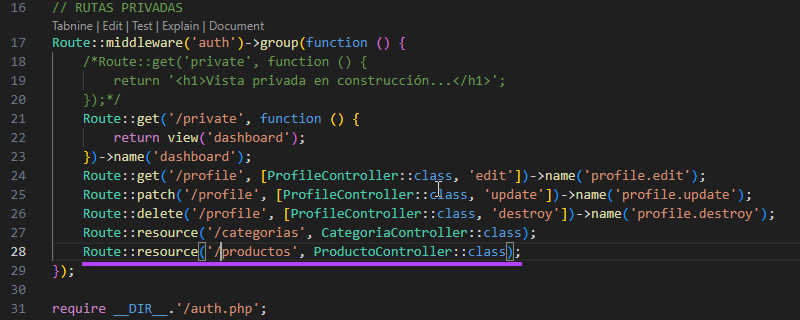 16 // RUTAS PRIVADAS
Tabnine | Edit | Test | Explain | Document
17 Route::middleware('auth')->group(function () {
18 /*Route::get('private', function () {
19 return '<h1>Vista privada en construcción...</h1>';
20 });*/
21 Route::get('/private', function () {
22 return view('dashboard');
23 })->name('dashboard');
24 Route::get('/profile', [ProfileController::class, 'edit'])->name('profile.edit');
25 Route::patch('/profile', [ProfileController::class, 'update'])->name('profile.update');
26 Route::delete('/profile', [ProfileController::class, 'destroy'])->name('profile.destroy');
27 Route::resource('/categorias', CategoriaController::class);
28 Route::resource('/productos', ProductoController::class);
29 });
30
31 require __DIR__.'/auth.php';